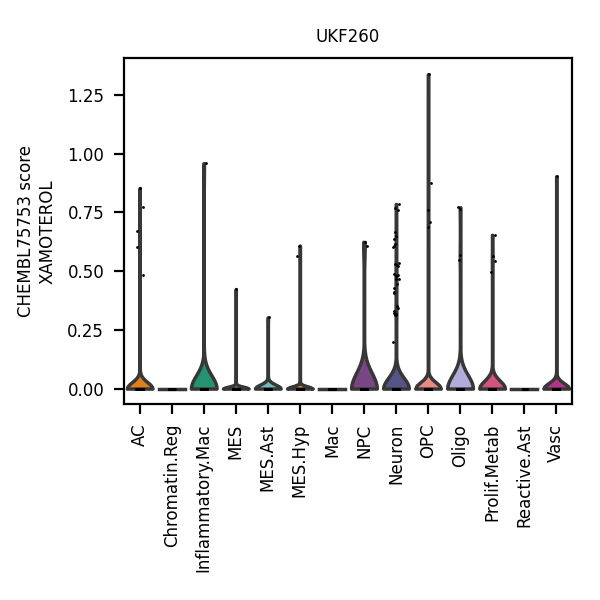 UKF260
CHEMBL75753 score
XAMOTEROL
1.25
1.00
0.75
0.50
0.25
0.00
AC
Chromatin.Reg
Inflammatory.Mac
MES
MES.Ast
MES.Hyp
Mac
NPC
Neuron
OPC
Oligo
Prolif.Metab
Reactive.Ast
Vasc